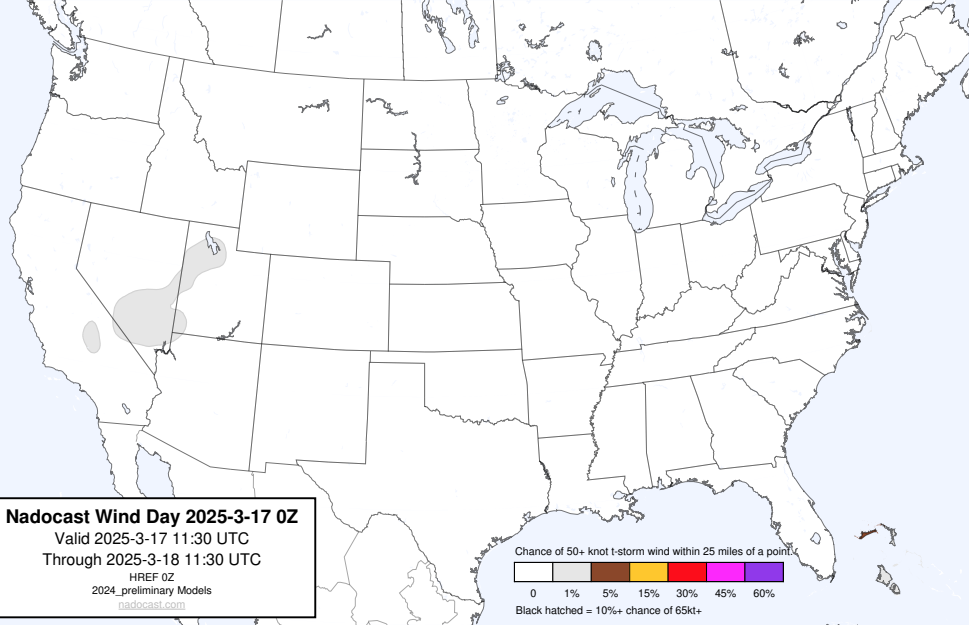 Nadocast Wind Day 2025-3-17 0Z
Valid 2025-3-17 11:30 UTC
Through 2025-3-18 11:30 UTC
HREF 0Z
2024_preliminary Models
nadocast.com
Chance of 50+ knot t-storm wind within 25 miles of a point.
0 1% 5% 15% 30% 45% 60%
Black hatched = 10%+ chance of 65kt+